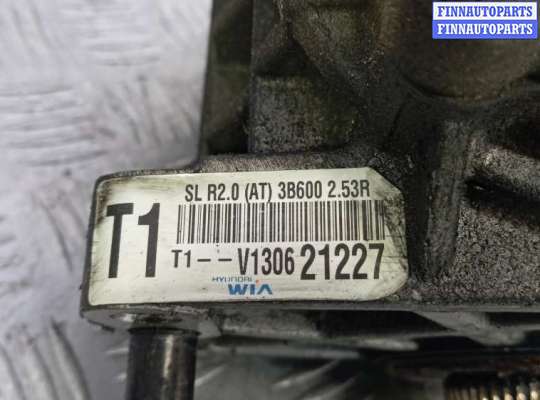 FINNAUTOPARTS
FINNAUTOPARTS
SL R2.0 (AT) 3B600 2.53R
T1
T1--V1306 21227
HYUNDAI
WIA